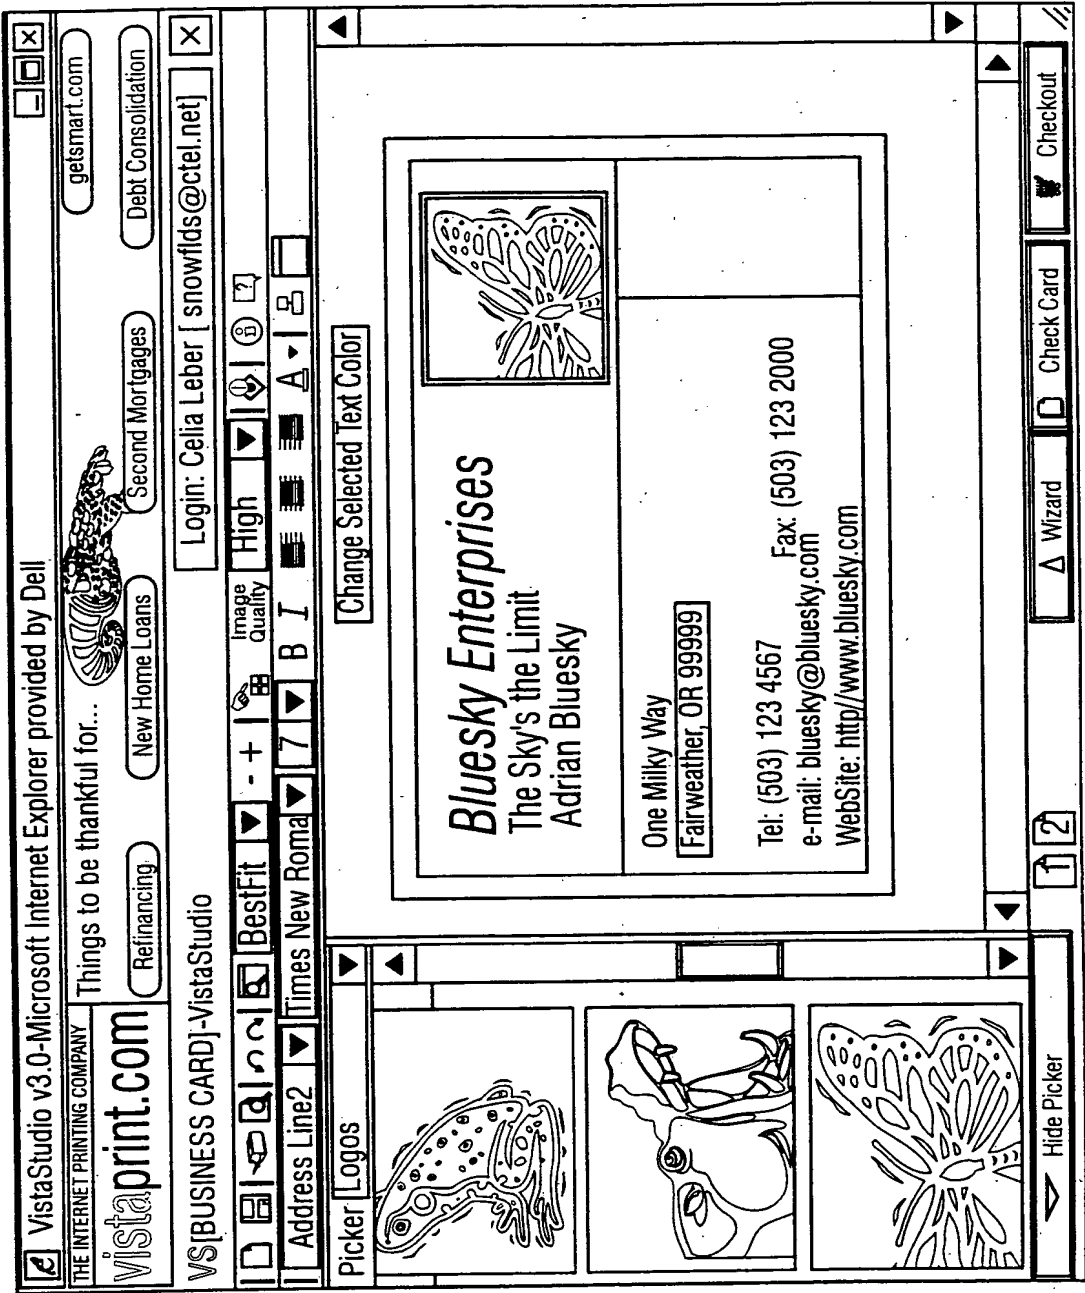 VistaStudio v3.0-Microsoft Internet Explorer provided by Dell
THE INTERNET PRINTING COMPANY
vistaprint.com
Things to be thankful for...
getsmart.com
Refinancing
New Home Loans
Second Mortgages
Debt Consolidation
VS[BUSINESS CARD]-VistaStudio
Login: Celia Leber [ snowflds@ctel.net]
BestFit
- +
Image
Quality
High
?
Address Line2
Times New Roma
7
B I
A
Picker
Logos
Change Selected Text Color
Bluesky Enterprises
The Sky's the Limit
Adrian Bluesky
One Milky Way
Fairweather, OR 99999
Tel: (503) 123 4567 Fax: (503) 123 2000
e-mail: bluesky@bluesky.com
WebSite: http//www.bluesky.com
Hide Picker
1 2
Wizard
Check Card
Checkout